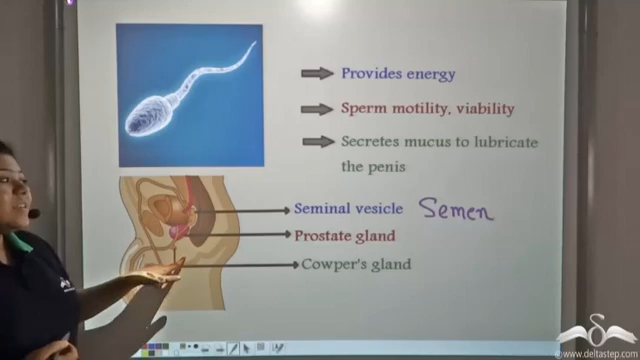 Provides energy
Sperm motility, viability
Secretes mucus to lubricate
the penis
Seminal vesicle Semen
Prostate gland
Cowper's gland
©www.deltastep.com